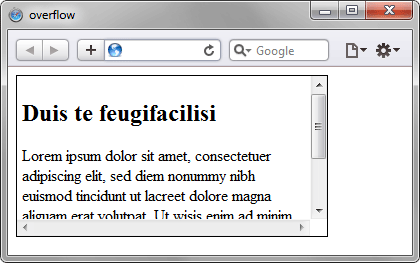 overflow
Google
Duis te feugifacilisi
Lorem ipsum dolor sit amet, consectetuer
adipiscing elit, sed diem nonummy nibh
euismod tincidunt ut lacreet dolore magna
aliguam erat volutpat. Ut wisis enim ad minim